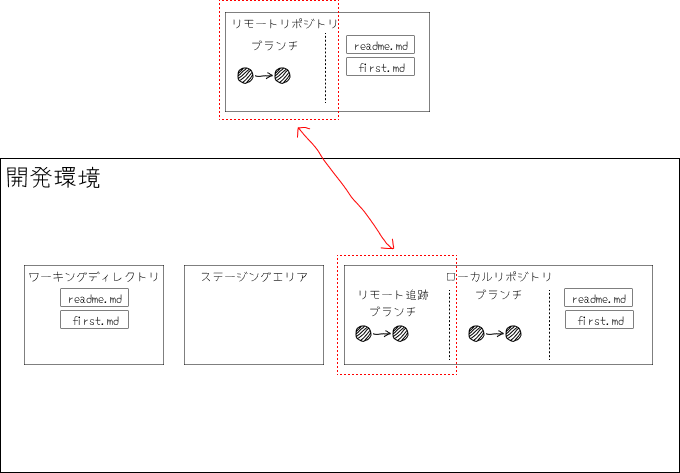 リモートリポジトリ
ブランチ
readme.md
first.md
開発環境
ワーキングディレクトリ
readme.md
first.md
ステージングエリア
ローカルリポジトリ
リモート追跡
ブランチ
ブランチ
readme.md
first.md